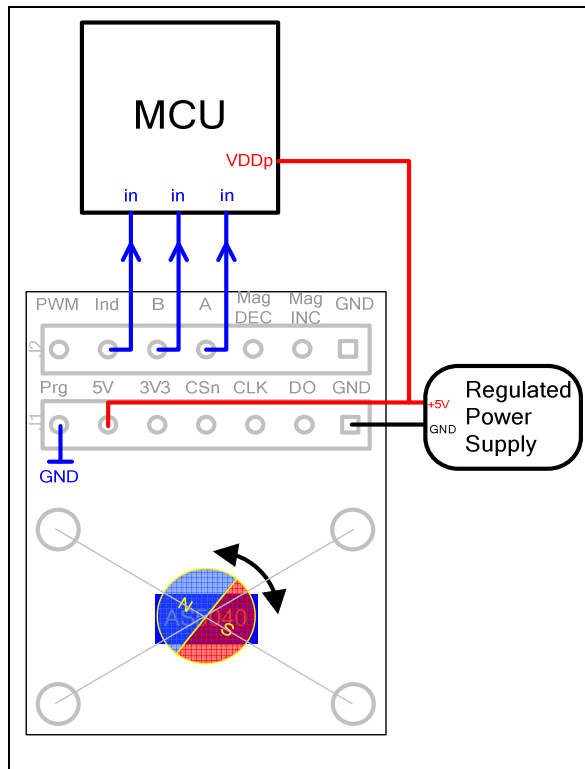 MCU
VDDp
in in in
PWM Ind B A Mag DEC Mag INC GND
J2
Prg 5V 3V3 CSn CLK DO GND
J1
GND
+5V
GND
Regulated
Power
Supply
AS5040
N
S